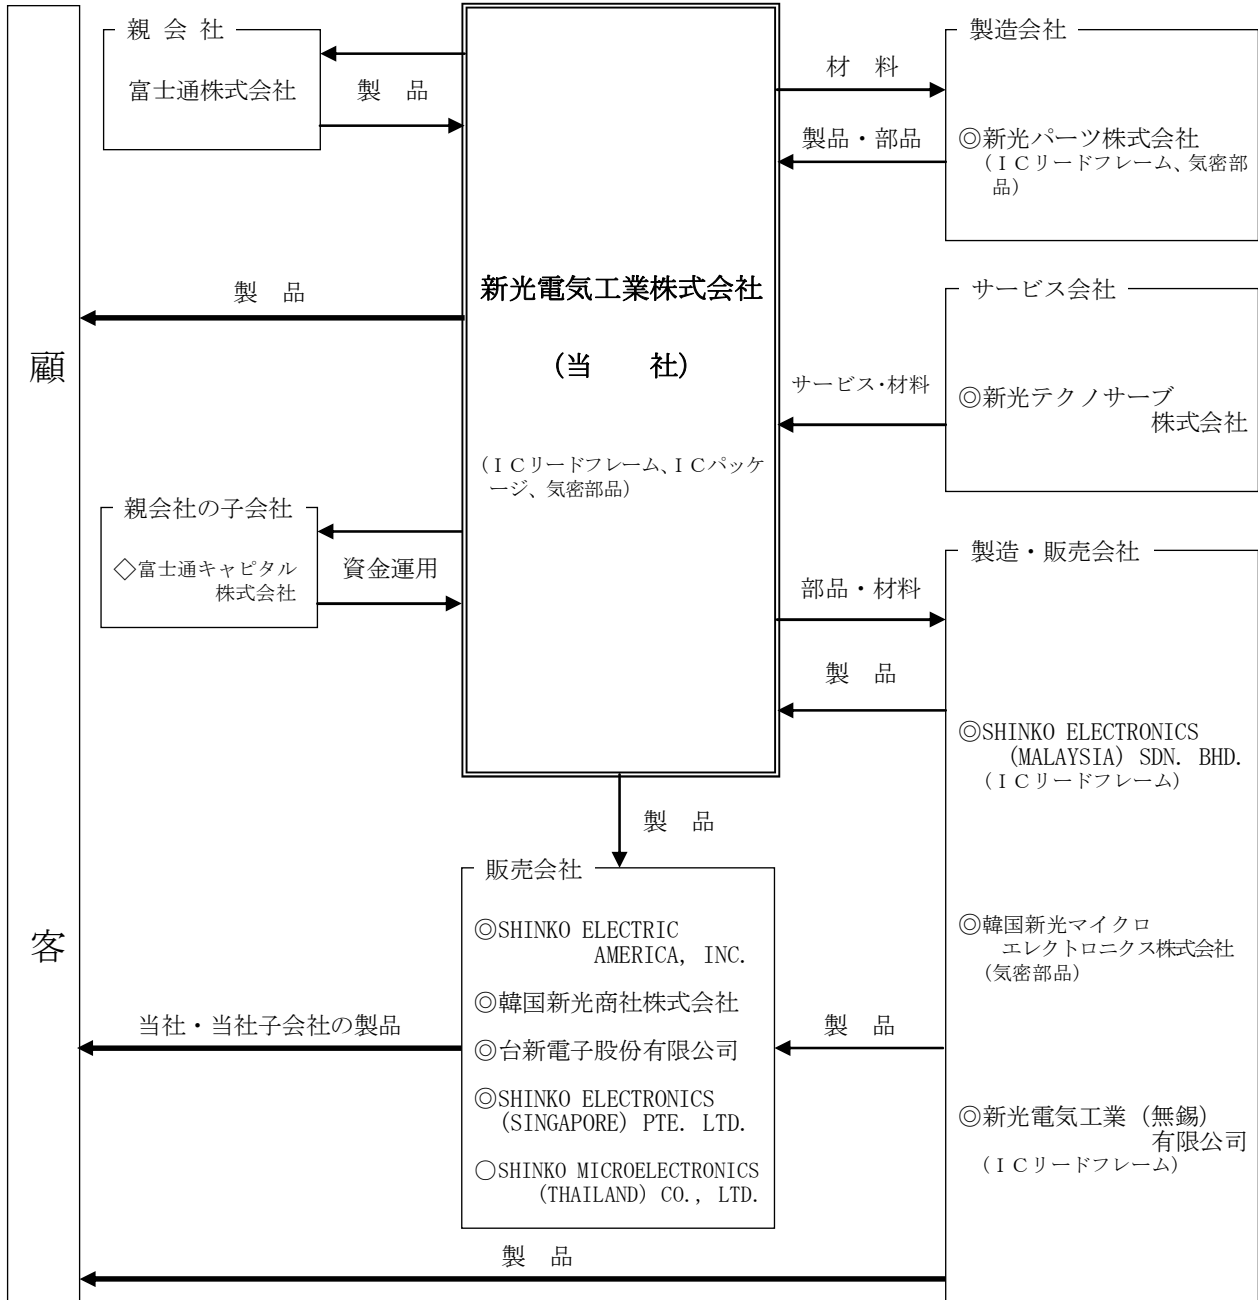 顧
客
親 会 社
富士通株式会社
製 品
新光電気工業株式会社
(当 社)
(ICリードフレーム、ICパッケ
ージ、気密部品)
材 料
製品・部品
製造会社
◎新光パーツ株式会社
(ICリードフレーム、気密部
品)
製 品
サービス会社
サービス・材料
◎新光テクノサーブ
株式会社
親会社の子会社
◇富士通キャピタル
株式会社
資金運用
製造・販売会社
部品・材料
製 品
◎SHINKO ELECTRONICS
(MALAYSIA) SDN. BHD.
(ICリードフレーム)
◎韓国新光マイクロ
エレクトロニクス株式会社
(気密部品)
◎新光電気工業(無錫)
有限公司
(ICリードフレーム)
製 品
販売会社
◎SHINKO ELECTRIC
AMERICA, INC.
◎韓国新光商社株式会社
◎台新電子股份有限公司
◎SHINKO ELECTRONICS
(SINGAPORE) PTE. LTD.
○SHINKO MICROELECTRONICS
(THAILAND) CO., LTD.
当社・当社子会社の製品
製 品
製 品